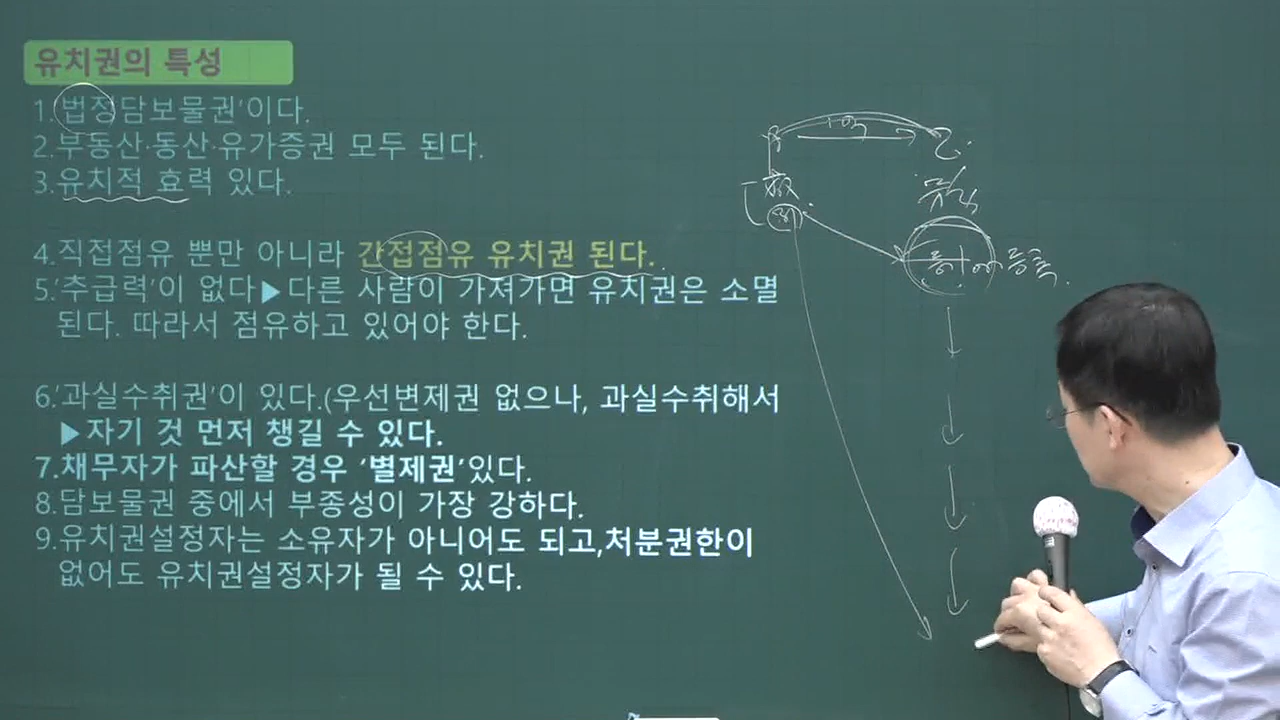 유치권의 특성
1.'법정담보물권'이다.
2.부동산·동산·유가증권 모두 된다.
3.유치적 효력 있다.
4.직접점유 뿐만 아니라 간접점유 유치권 된다.
5.'추급력'이 없다▶다른 사람이 가져가면 유치권은 소멸
된다. 따라서 점유하고 있어야 한다.
6.'과실수취권'이 있다.(우선변제권 없으나, 과실수취해서
▶자기 것 먼저 챙길 수 있다.
7.채무자가 파산할 경우 '별제권'있다.
8.담보물권 중에서 부종성이 가장 강하다.
9.유치권설정자는 소유자가 아니어도 되고,처분권한이
없어도 유치권설정자가 될 수 있다.
1억
乙.